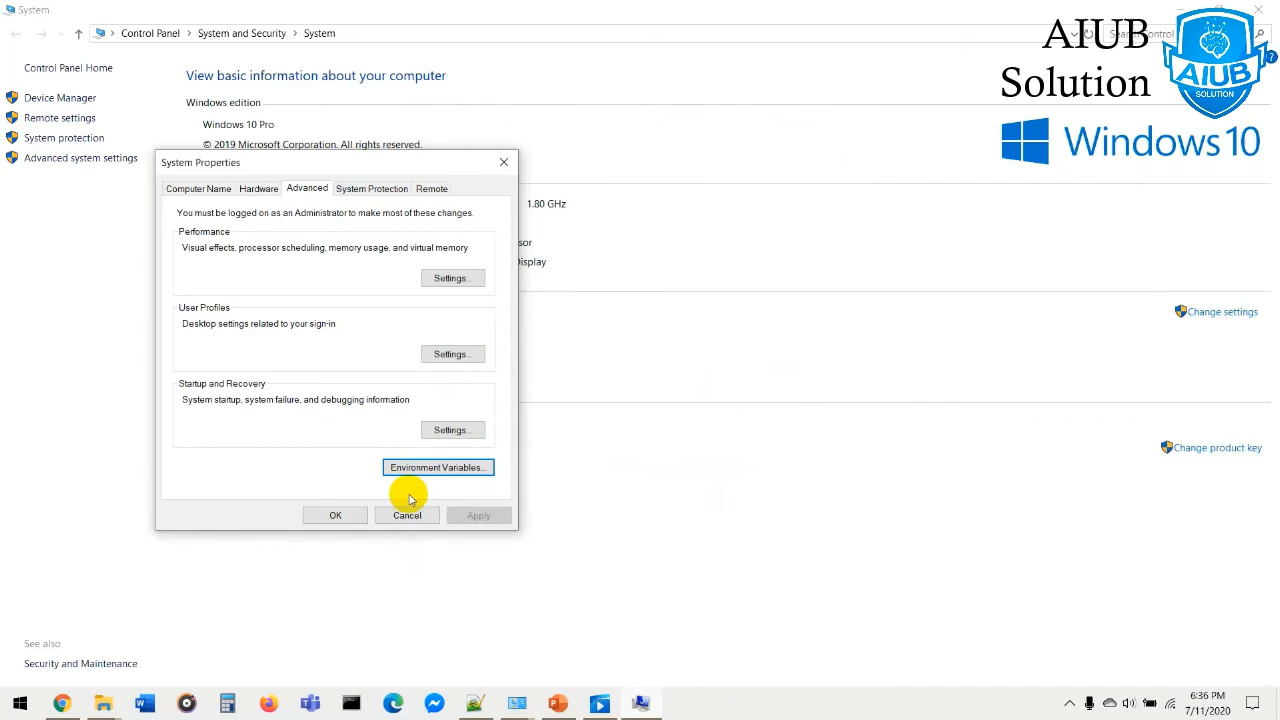 System
Control Panel
System and Security
System
Control Panel Home
Device Manager
Remote settings
System protection
Advanced system settings
View basic information about your computer
Windows edition
Windows 10 Pro
© 2019 Microsoft Corporation. All rights reserved.
AIUB
Solution
AIUB
SOLUTION
Windows 10
System Properties
Computer Name
Hardware
Advanced
System Protection
Remote
You must be logged on as an Administrator to make most of these changes.
Performance
Visual effects, processor scheduling, memory usage, and virtual memory
Settings...
User Profiles
Desktop settings related to your sign-in
Settings...
Startup and Recovery
System startup, system failure, and debugging information
Settings...
Environment Variables...
OK
Cancel
Apply
1.80 GHz
Display
Change settings
Change product key
See also
Security and Maintenance
6:36 PM
7/11/2020